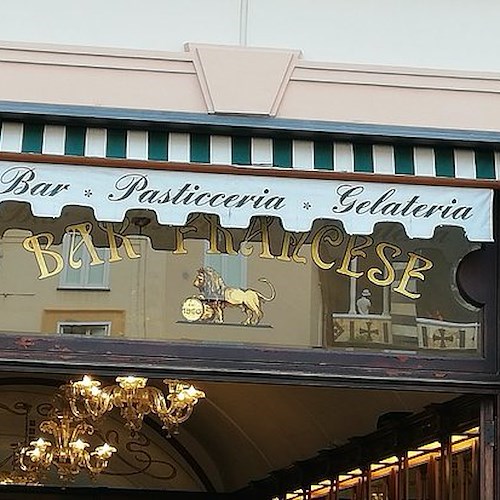 Bar * Pasticceria * Gelateria
BAR FRANCESE